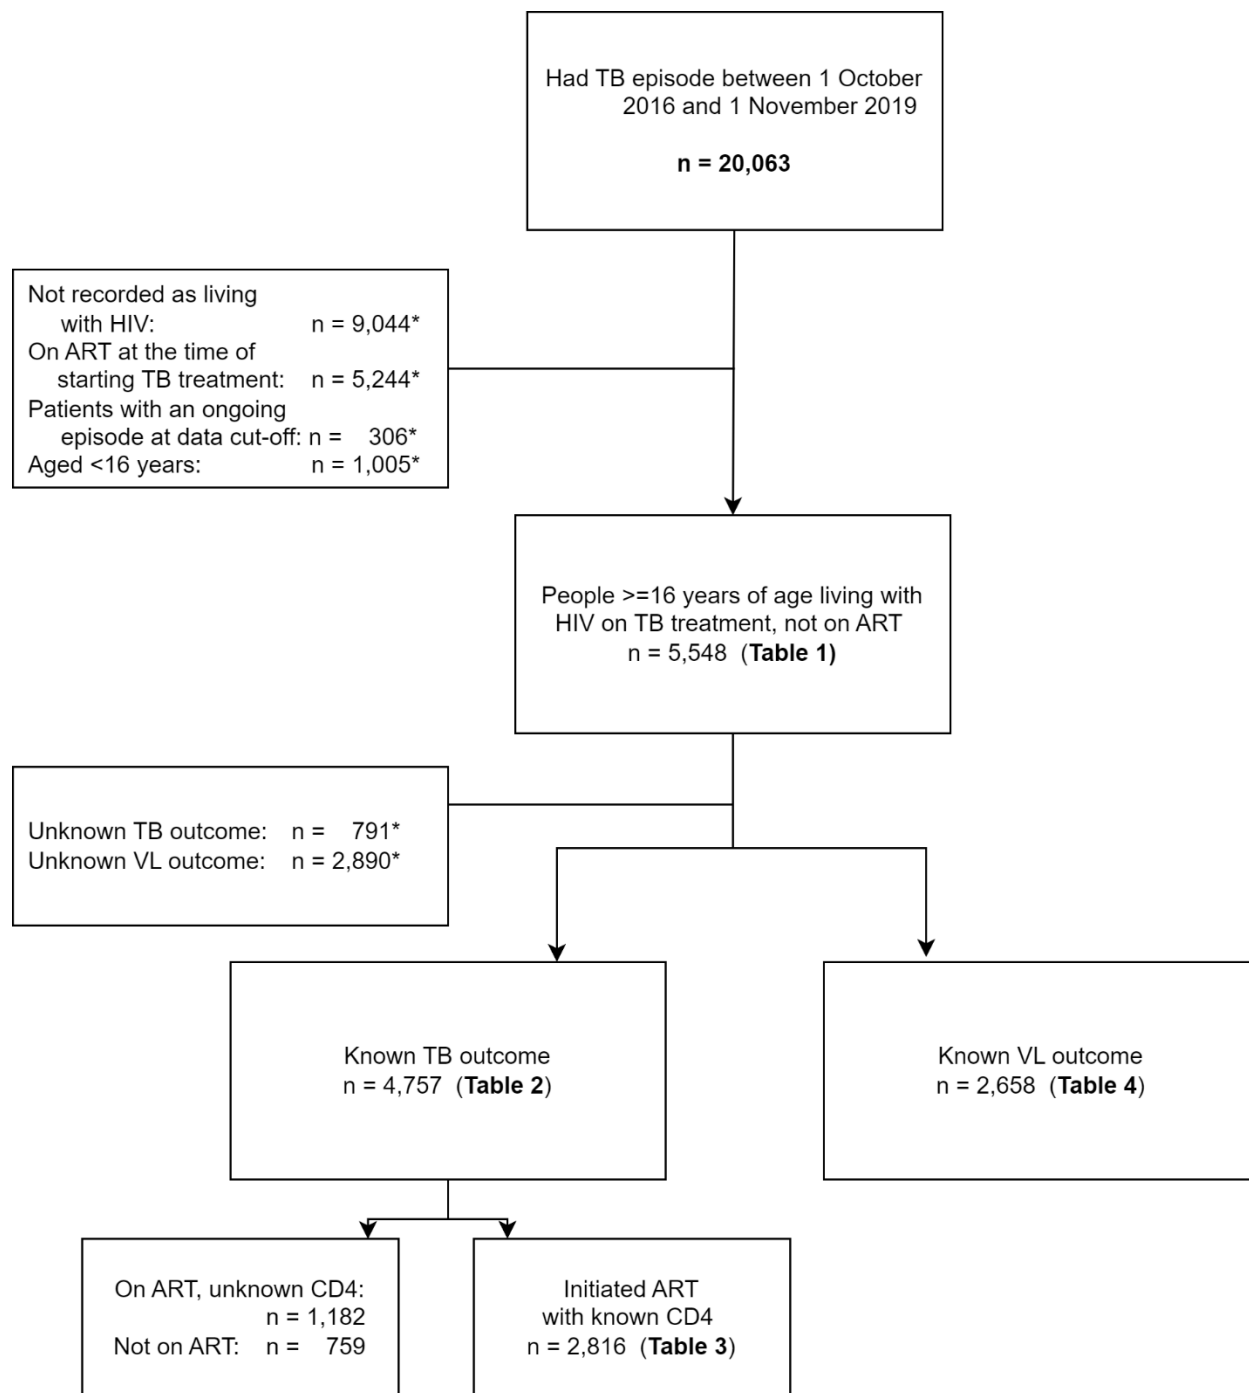 Had TB episode between 1 October
2016 and 1 November 2019
n = 20,063
Not recorded as living
with HIV: n = 9,044*
On ART at the time of
starting TB treatment: n = 5,244*
Patients with an ongoing
episode at data cut-off: n = 306*
Aged <16 years: n = 1,005*
People >=16 years of age living with
HIV on TB treatment, not on ART
n = 5,548 (Table 1)
Unknown TB outcome: n = 791*
Unknown VL outcome: n = 2,890*
Known TB outcome
n = 4,757 (Table 2)
Known VL outcome
n = 2,658 (Table 4)
On ART, unknown CD4:
n = 1,182
Not on ART: n = 759
Initiated ART
with known CD4
n = 2,816 (Table 3)